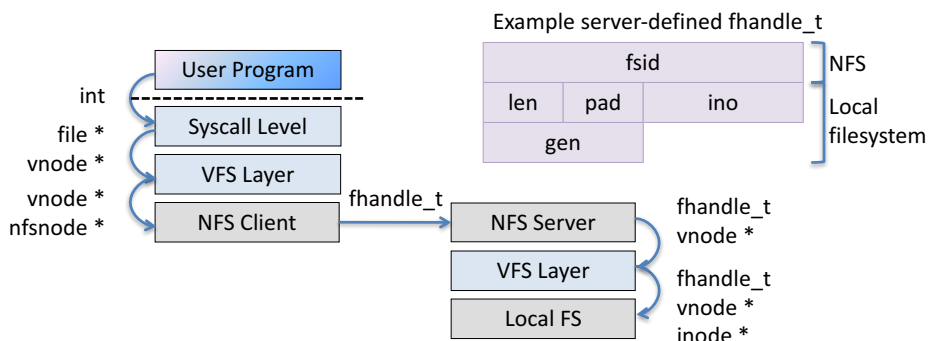 Example server-defined fhandle_t
User Program
int
Syscall Level
file *
vnode *
VFS Layer
vnode *
nfsnode *
NFS Client
fhandle_t
fsid
NFS
len pad ino
gen
Local
filesystem
NFS Server
fhandle_t
vnode *
VFS Layer
fhandle_t
vnode *
inode *
Local FS